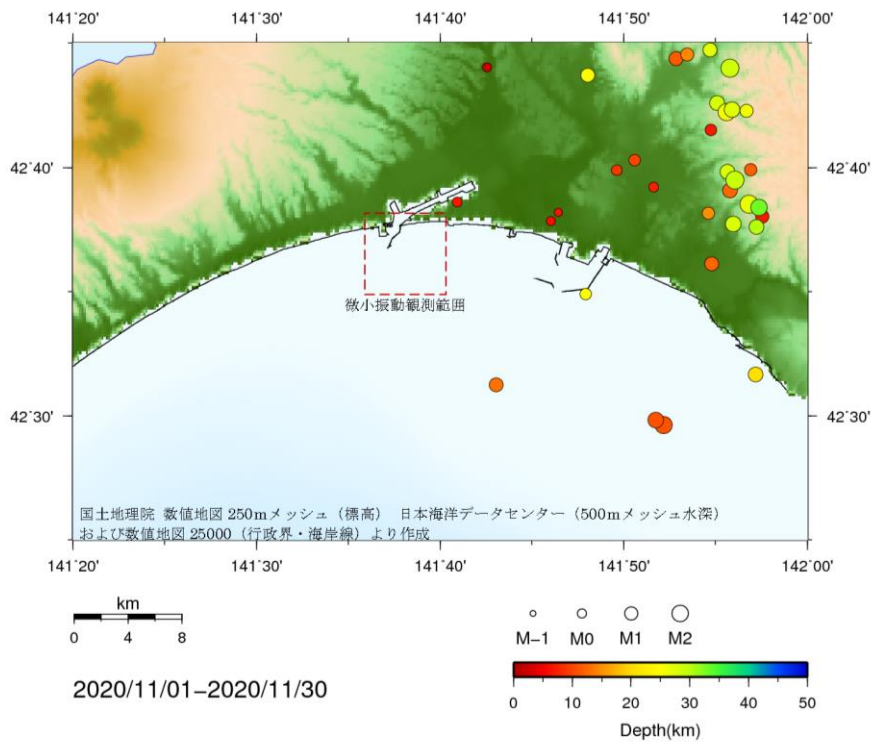 141˚20' 141˚30' 141˚40' 141˚50' 142˚00'
42˚40' 42˚40'
微小振動観測範囲
42˚30' 42˚30'
国土地理院 数値地図 250mメッシュ（標高） 日本海洋データセンター（500mメッシュ水深）
および数値地図 25000（行政界・海岸線）より作成
141˚20' 141˚30' 141˚40' 141˚50' 142˚00'
km
0 4 8
M-1 M0 M1 M2
2020/11/01-2020/11/30
0 10 20 30 40 50
Depth(km)